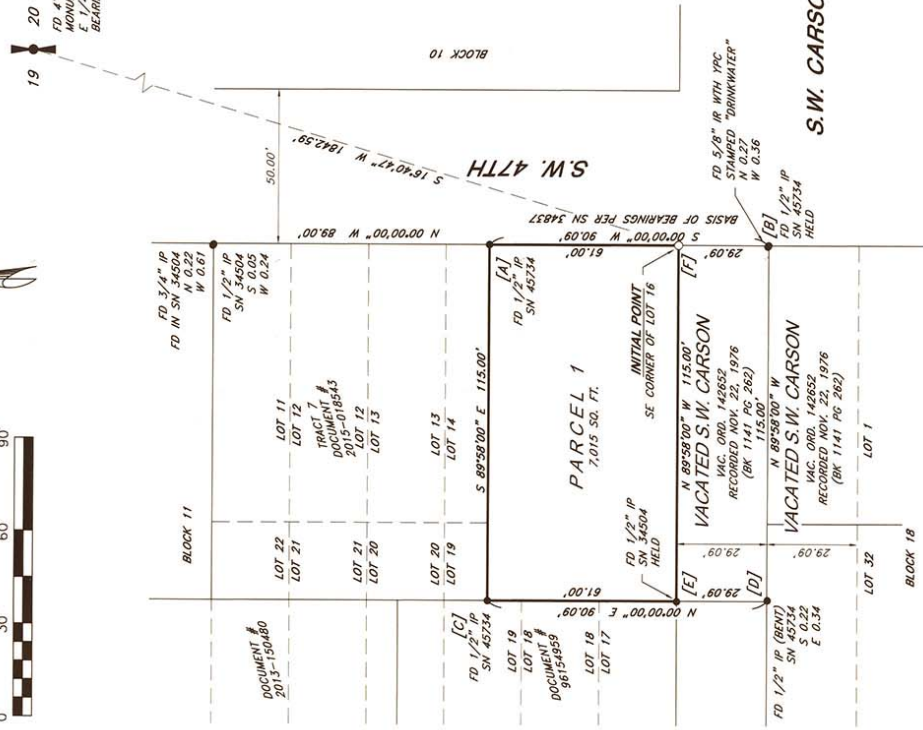 0 30 60 90
19 20
FD 4"
MONU
E 1/4
BEARI
BLOCK 10
50.00'
S 16°40'47" W 1842.59'
S.W. 47TH
BASIS OF BEARINGS PER SN 34837
S.W. CARSO
FD 3/4" IP
FD IN SN 34504
N 0.22
W 0.61
FD 1/2" IP
SN 34504
S 0.05
W 0.24
N 00°00'00" W 89.00'
BLOCK 11
LOT 22
LOT 21
LOT 11
LOT 12
TRACT 7
DOCUMENT #
2015-018543
LOT 21
LOT 20
LOT 12
LOT 13
LOT 20
LOT 19
LOT 13
LOT 14
DOCUMENT #
2013-150480
[C]
FD 1/2" IP
SN 45734
S 89°58'00" E 115.00'
[A]
FD 1/2" IP
SN 45734
LOT 19
LOT 18
DOCUMENT #
96154959
LOT 18
LOT 17
N 00°00'00" E 90.09'
61.00'
PARCEL 1
7,015 SQ. FT.
61.00'
S 00°00'00" W 90.09'
FD 1/2" IP
SN 34504
HELD
INITIAL POINT
SE CORNER OF LOT 16
[E]
N 89°58'00" W 115.00'
[F]
29.09'
29.09'
VACATED S.W. CARSON
VAC. ORD. 142652
RECORDED NOV. 22, 1976
(BK 1141 PG 262)
29.09'
[D]
115.00'
N 89°58'00" W
[B]
FD 1/2" IP
SN 45734
HELD
FD 5/8" IR WTH YPC
STAMPED "DRINKWATER"
N 0.27
W 0.36
FD 1/2" IP (BENT)
SN 45734
S 0.22
E 0.34
29.09'
VACATED S.W. CARSON
VAC. ORD. 142652
RECORDED NOV. 22, 1976
(BK 1141 PG 262)
LOT 32
LOT 1
BLOCK 18